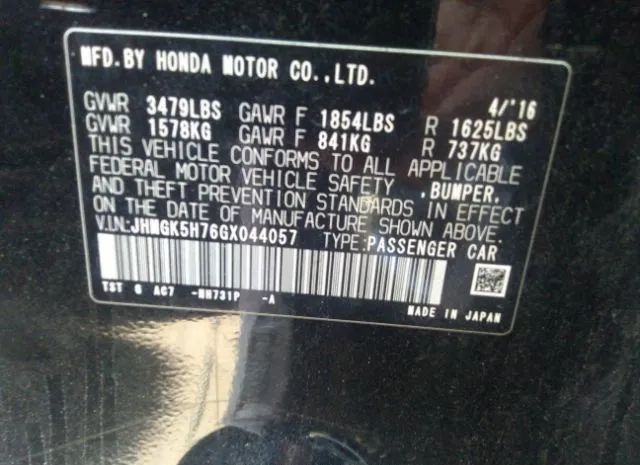 MFD.BY HONDA MOTOR CO.,LTD.
4/'16
GVWR 3479LBS GAWR F 1854LBS R 1625LBS
GVWR 1578KG GAWR F 841KG R 737KG
THIS VEHICLE CONFORMS TO ALL APPLICABLE
FEDERAL MOTOR VEHICLE SAFETY ,BUMPER,
AND THEFT PREVENTION STANDARDS IN EFFECT
ON THE DATE OF MANUFACTURE SHOWN ABOVE.
V.I.N:JHMGK5H76GX044057 TYPE:PASSENGER CAR
TST 0 AC7 -NH731P -A
MADE IN JAPAN